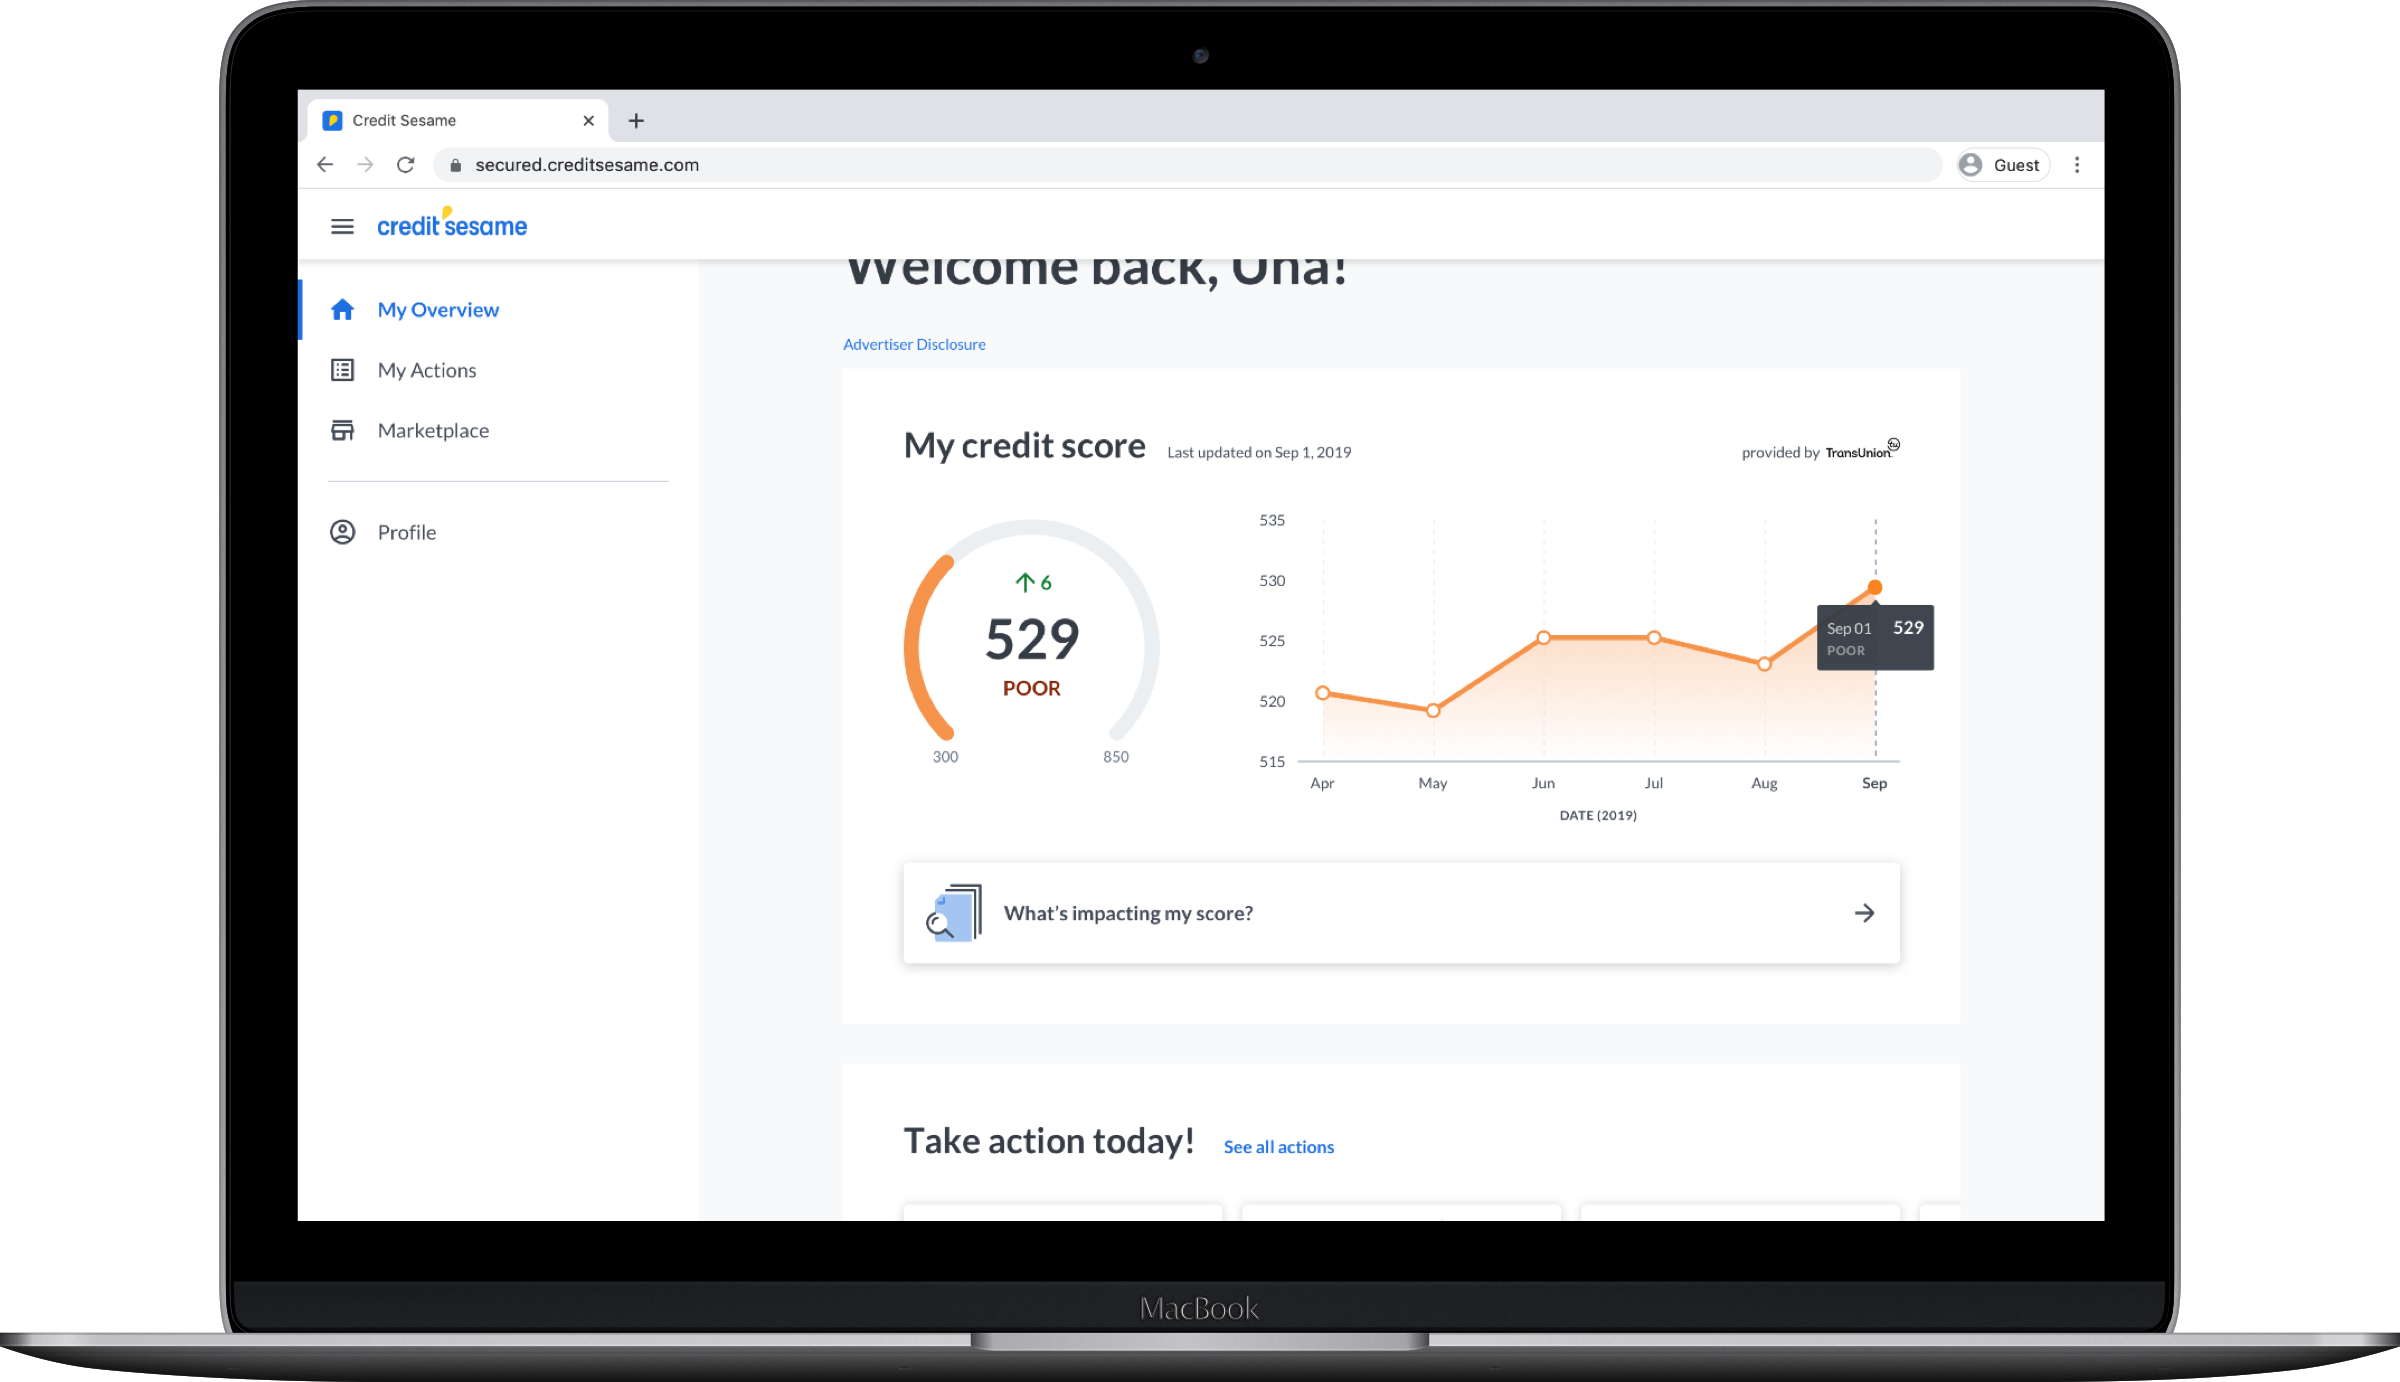 Credit Sesame
secured.creditsesame.com
Guest
credit sesame
Welcome back, Una!
My Overview
My Actions
Marketplace
Profile
Advertiser Disclosure
My credit score Last updated on Sep 1, 2019
provided by TransUnion
6
529
POOR
300
850
535
530
525
520
515
Sep 01 529
POOR
Apr May Jun Jul Aug Sep
DATE (2019)
What's impacting my score?
Take action today! See all actions
MacBook